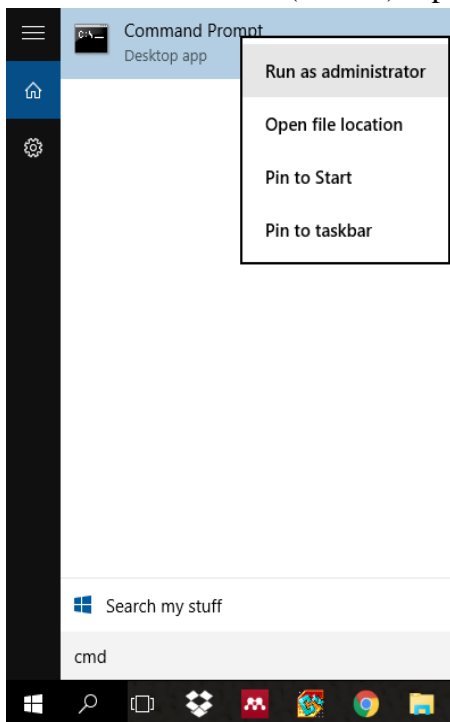 Command Prompt
Desktop app
Run as administrator
Open file location
Pin to Start
Pin to taskbar
Search my stuff
cmd